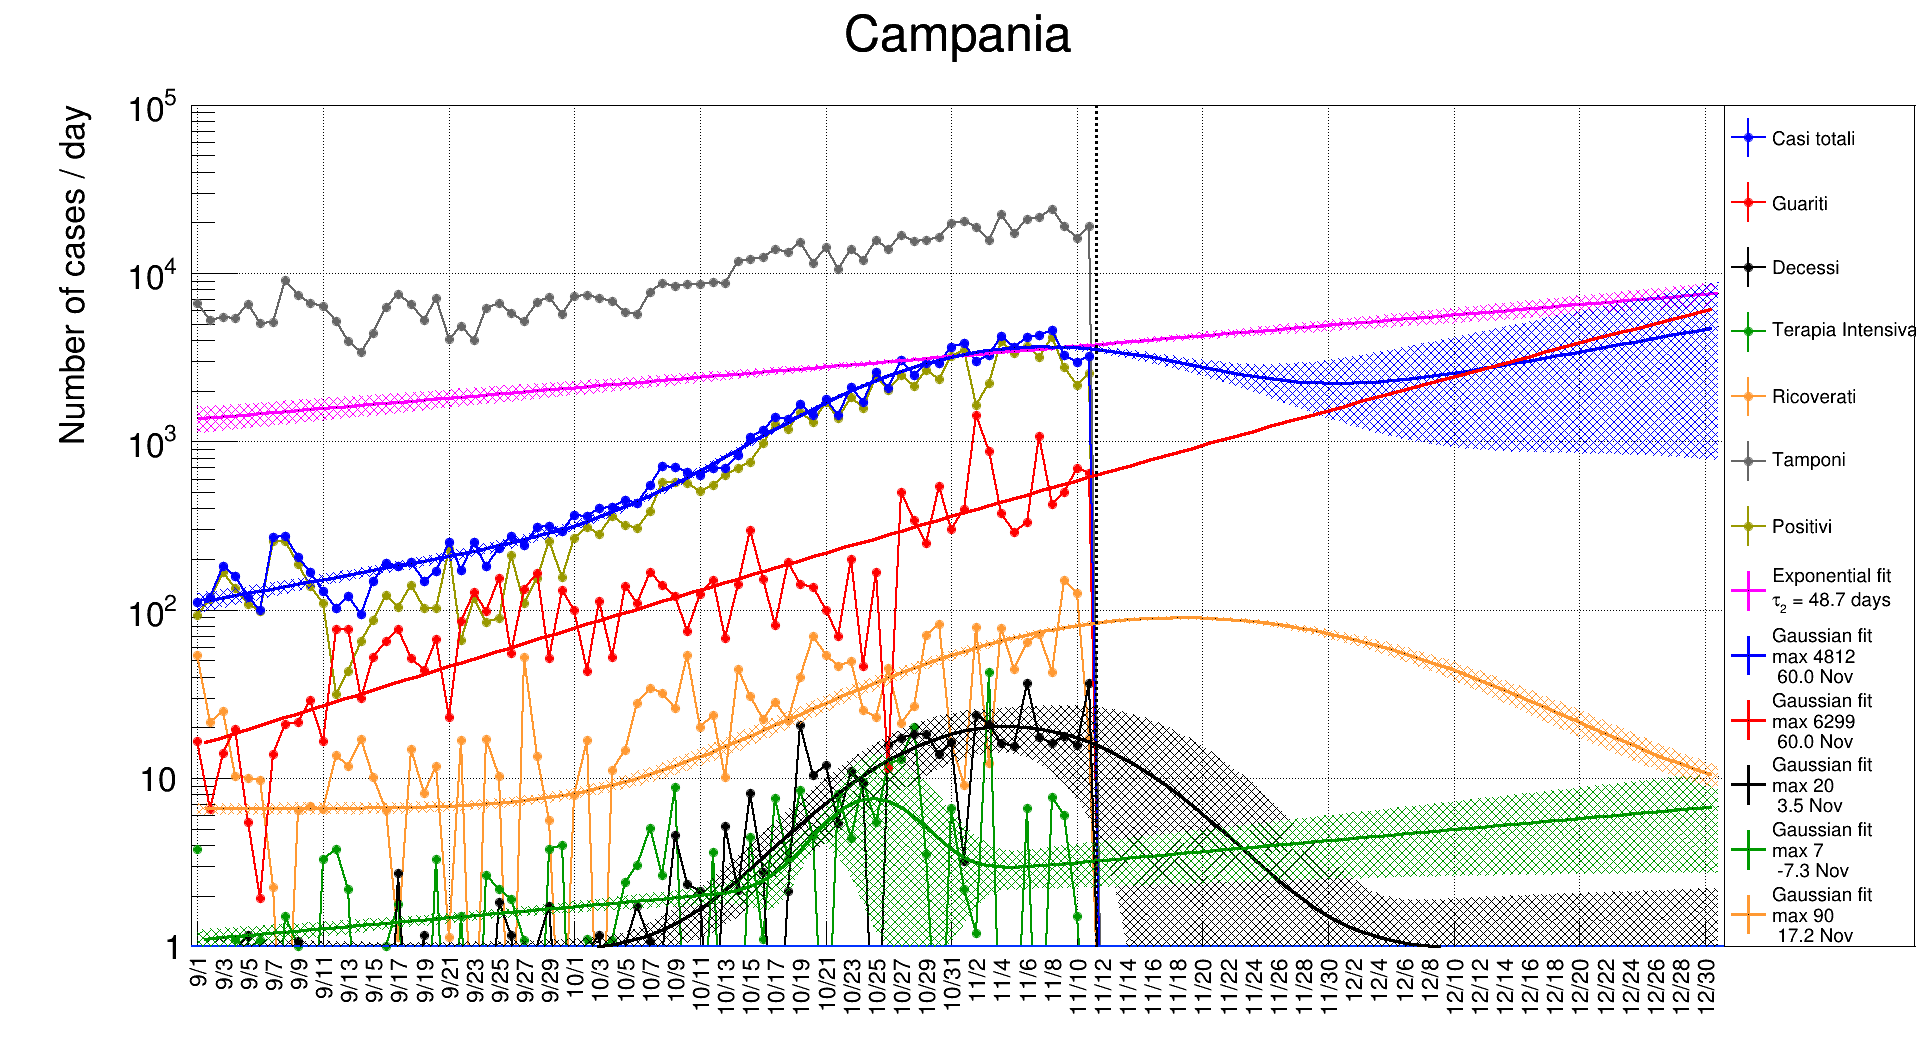 Campania
Number of cases / day
10^5
10^4
10^3
10^2
10
1
9/1
9/3
9/5
9/7
9/9
9/11
9/13
9/15
9/17
9/19
9/21
9/23
9/25
9/27
9/29
10/1
10/3
10/5
10/7
10/9
10/11
10/13
10/15
10/17
10/19
10/21
10/23
10/25
10/27
10/29
10/31
11/2
11/4
11/6
11/8
11/10
11/12
11/14
11/16
11/18
11/20
11/22
11/24
11/26
11/28
11/30
12/2
12/4
12/6
12/8
12/10
12/12
12/14
12/16
12/18
12/20
12/22
12/24
12/26
12/28
12/30
Casi totali
Guariti
Decessi
Terapia Intensiva
Ricoverati
Tamponi
Positivi
Exponential fit
τ₂ = 48.7 days
Gaussian fit
max 4812
60.0 Nov
Gaussian fit
max 6299
60.0 Nov
Gaussian fit
max 20
3.5 Nov
Gaussian fit
max 7
-7.3 Nov
Gaussian fit
max 90
17.2 Nov